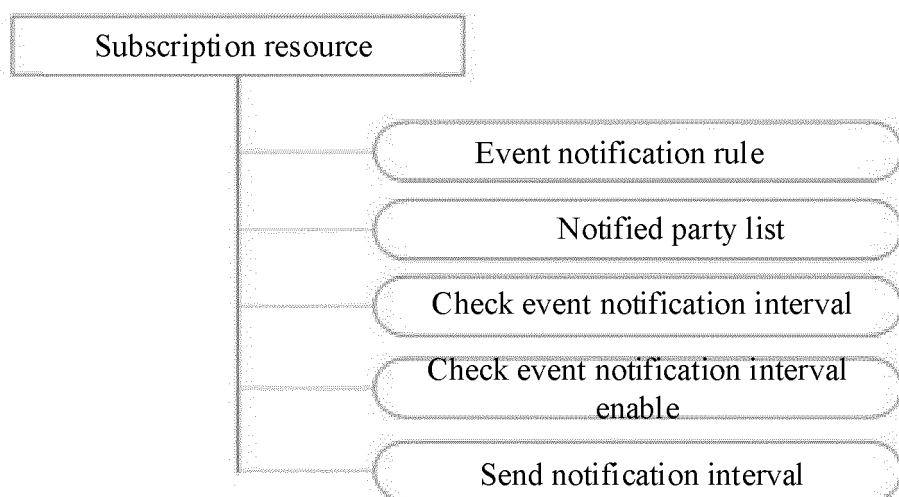 Subscription resource
Event notification rule
Notified party list
Check event notification interval
Check event notification interval
enable
Send notification interval